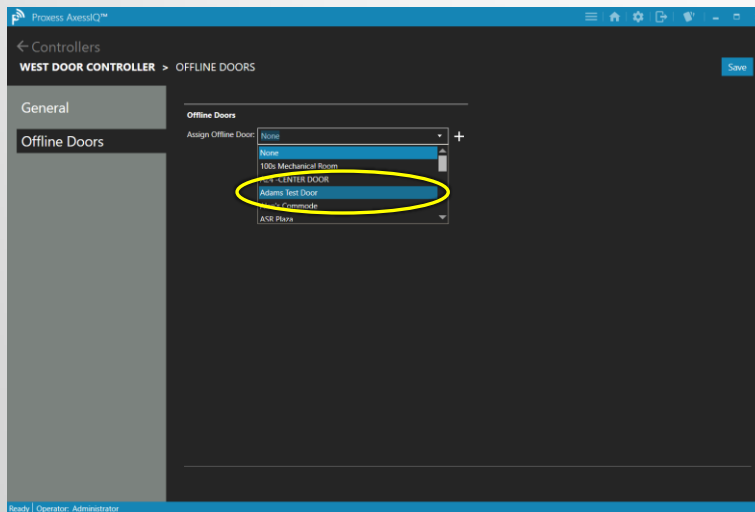 Proxess AxessIQ™
Controllers
WEST DOOR CONTROLLER > OFFLINE DOORS
Save
General
Offline Doors
Offline Doors
Assign Offline Door: None
None
100s Mechanical Room
-CENTER DOOR
Adams Test Door
Commode
ASR Plaza
Ready Operator: Administrator